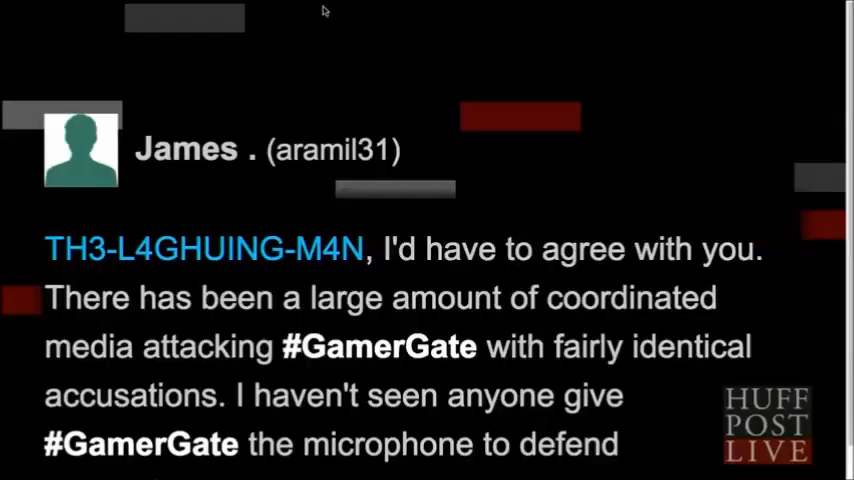 James . (aramil31)
TH3-L4GHUING-M4N, I'd have to agree with you.
There has been a large amount of coordinated
media attacking #GamerGate with fairly identical
accusations. I haven't seen anyone give
#GamerGate the microphone to defend
HUFF
POST
LIVE